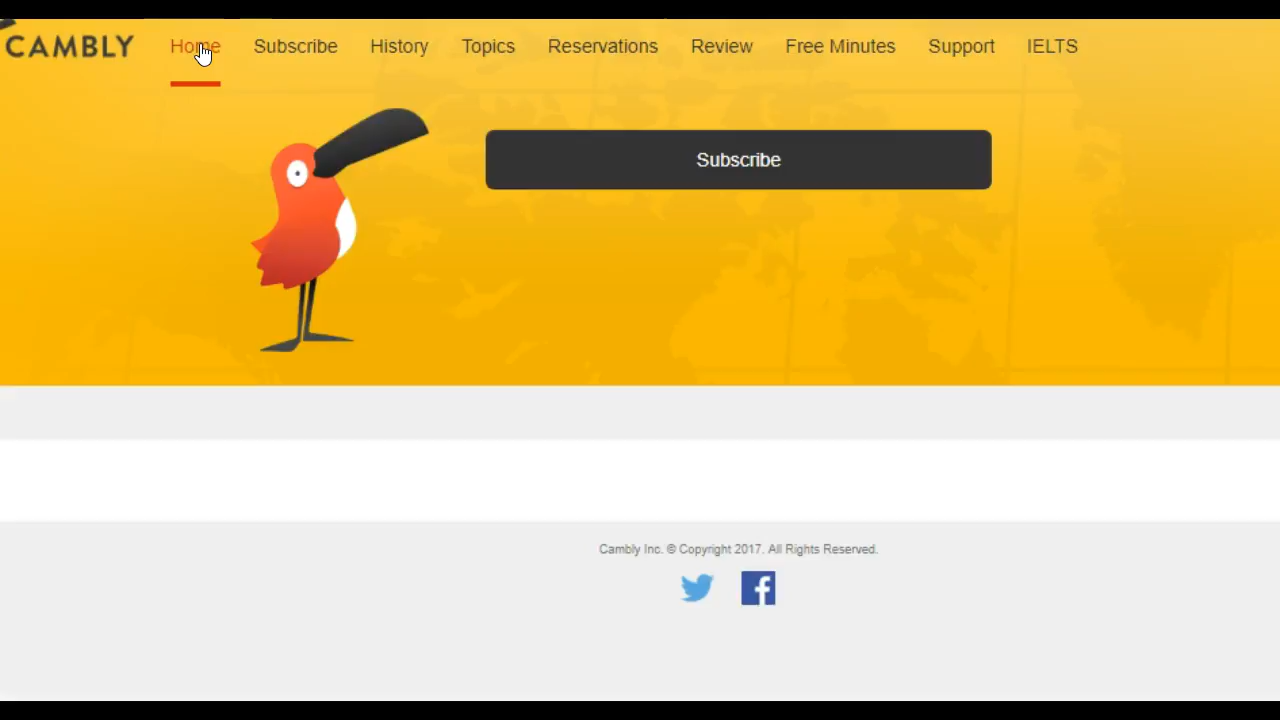 CAMBLY Home Subscribe History Topics Reservations Review Free Minutes Support IELTS
Subscribe
Cambly Inc. © Copyright 2017. All Rights Reserved.